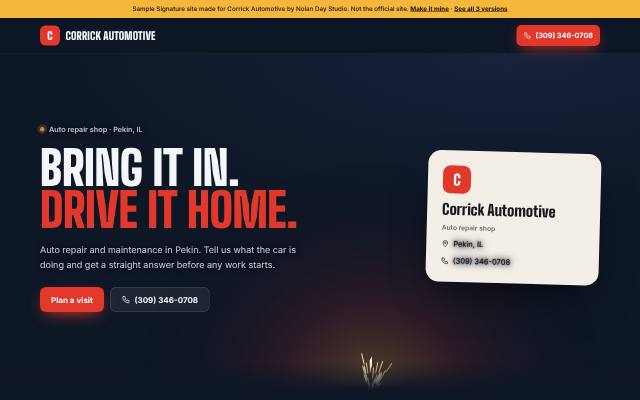 Sample Signature site made for Corrick Automotive by Nolan Day Studio. Not the official site. Make it mine · See all 3 versions
C CORRICK AUTOMOTIVE
(309) 346-0708
Auto repair shop · Pekin, IL
BRING IT IN.
DRIVE IT HOME.
Auto repair and maintenance in Pekin. Tell us what the car is
doing and get a straight answer before any work starts.
Plan a visit
(309) 346-0708
C
Corrick Automotive
Auto repair shop
Pekin, IL
(309) 346-0708